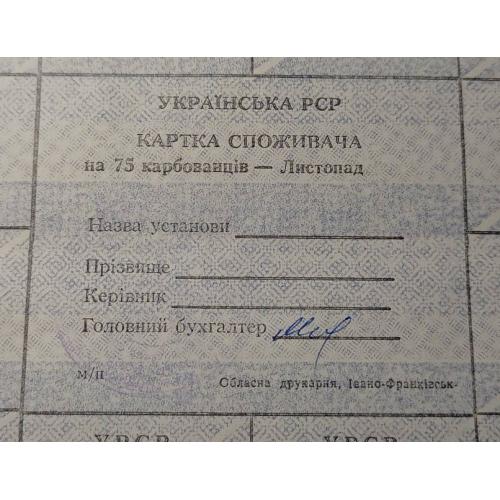 УКРАЇНСЬКА РСР
КАРТКА СПОЖИВАЧА
на 75 карбованців — Листопад
Назва установи
Прізвище
Керівник
Головний бухгалтер
м/п
Обласна друкарня, Івано-Франківськ-
У Р С Р У Р С Р